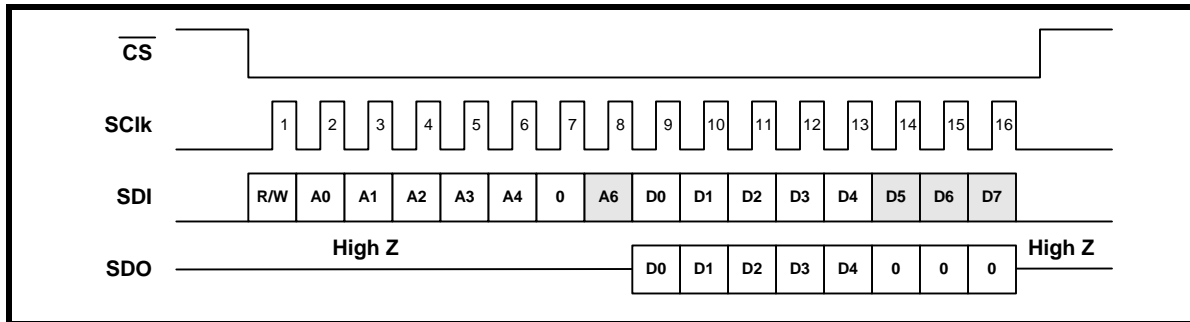 CS
SClk 1 2 3 4 5 6 7 8 9 10 11 12 13 14 15 16
SDI R/W A0 A1 A2 A3 A4 0 A6 D0 D1 D2 D3 D4 D5 D6 D7
High Z High Z
SDO D0 D1 D2 D3 D4 0 0 0